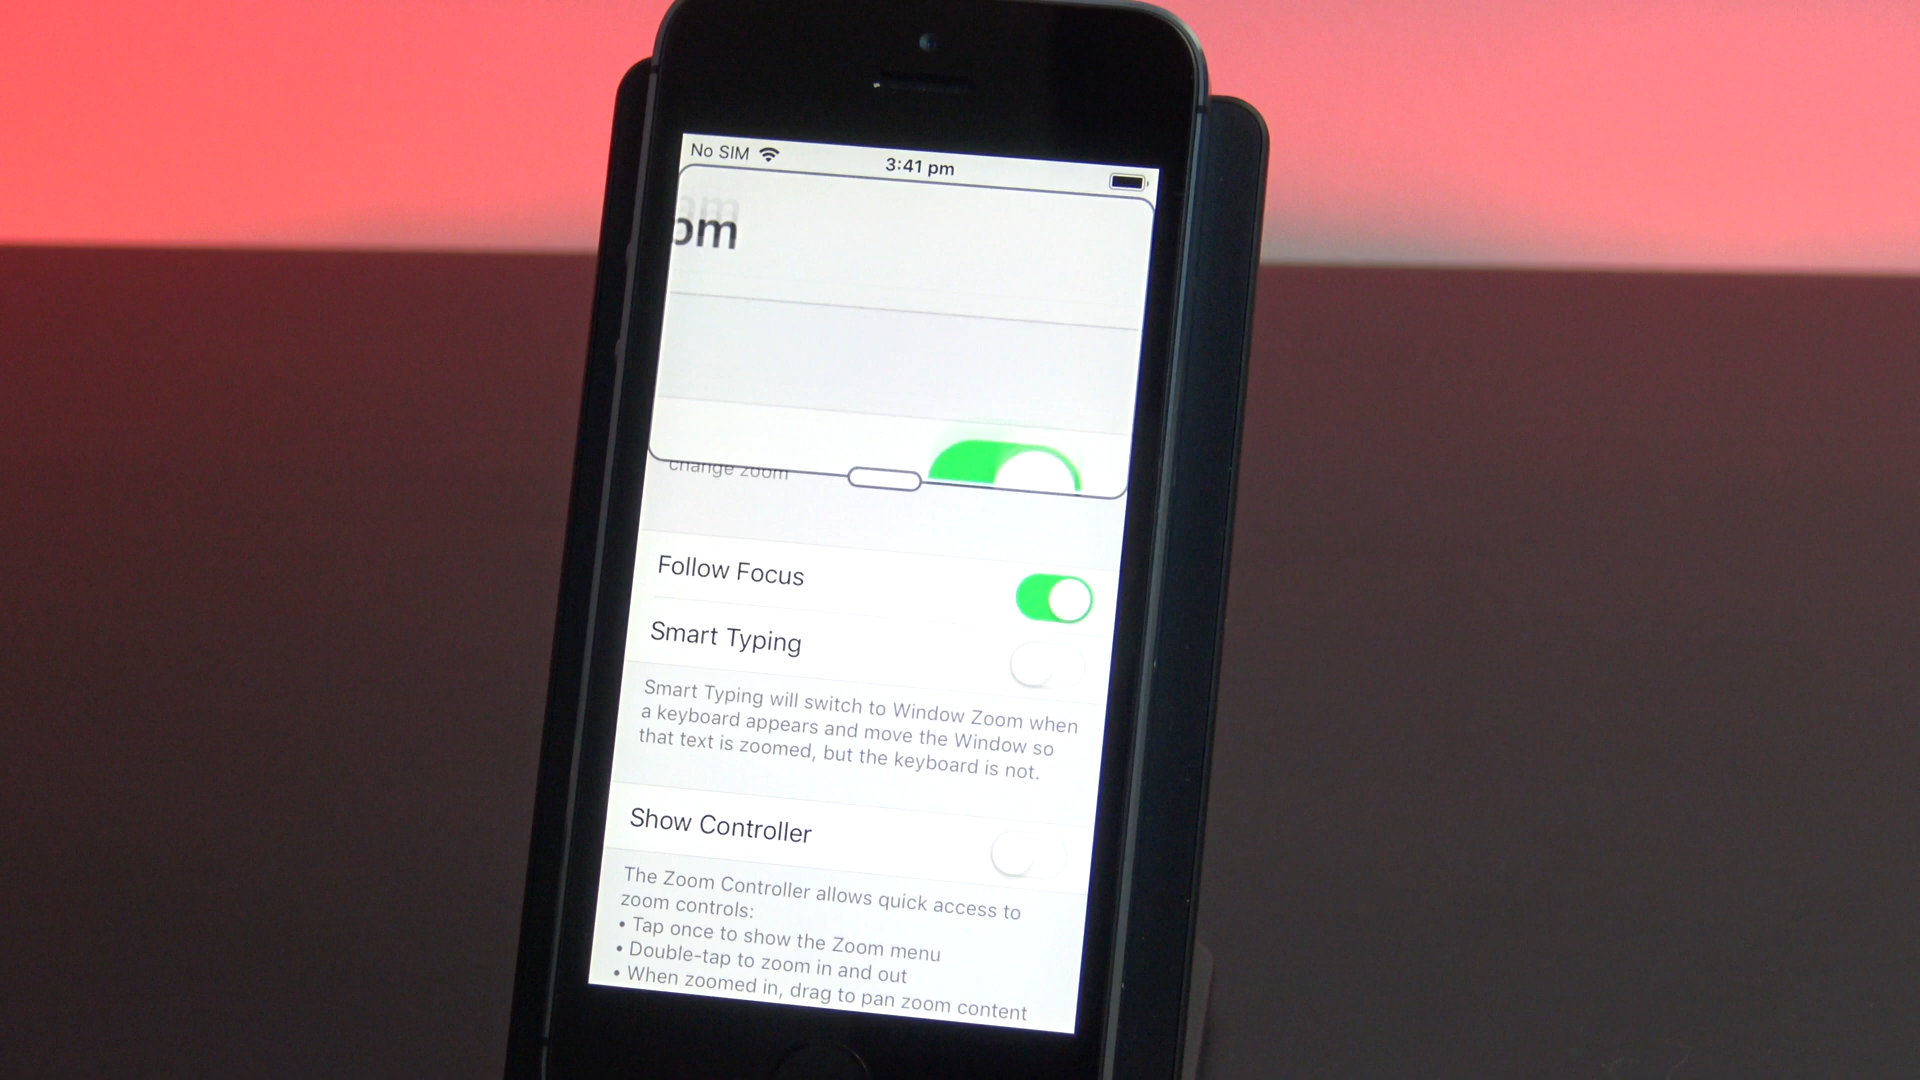 No SIM 3:41 pm
om
change zoom
Follow Focus
Smart Typing
Smart Typing will switch to Window Zoom when
a keyboard appears and move the Window so
that text is zoomed, but the keyboard is not.
Show Controller
The Zoom Controller allows quick access to
zoom controls:
• Tap once to show the Zoom menu
• Double-tap to zoom in and out
• When zoomed in, drag to pan zoom content